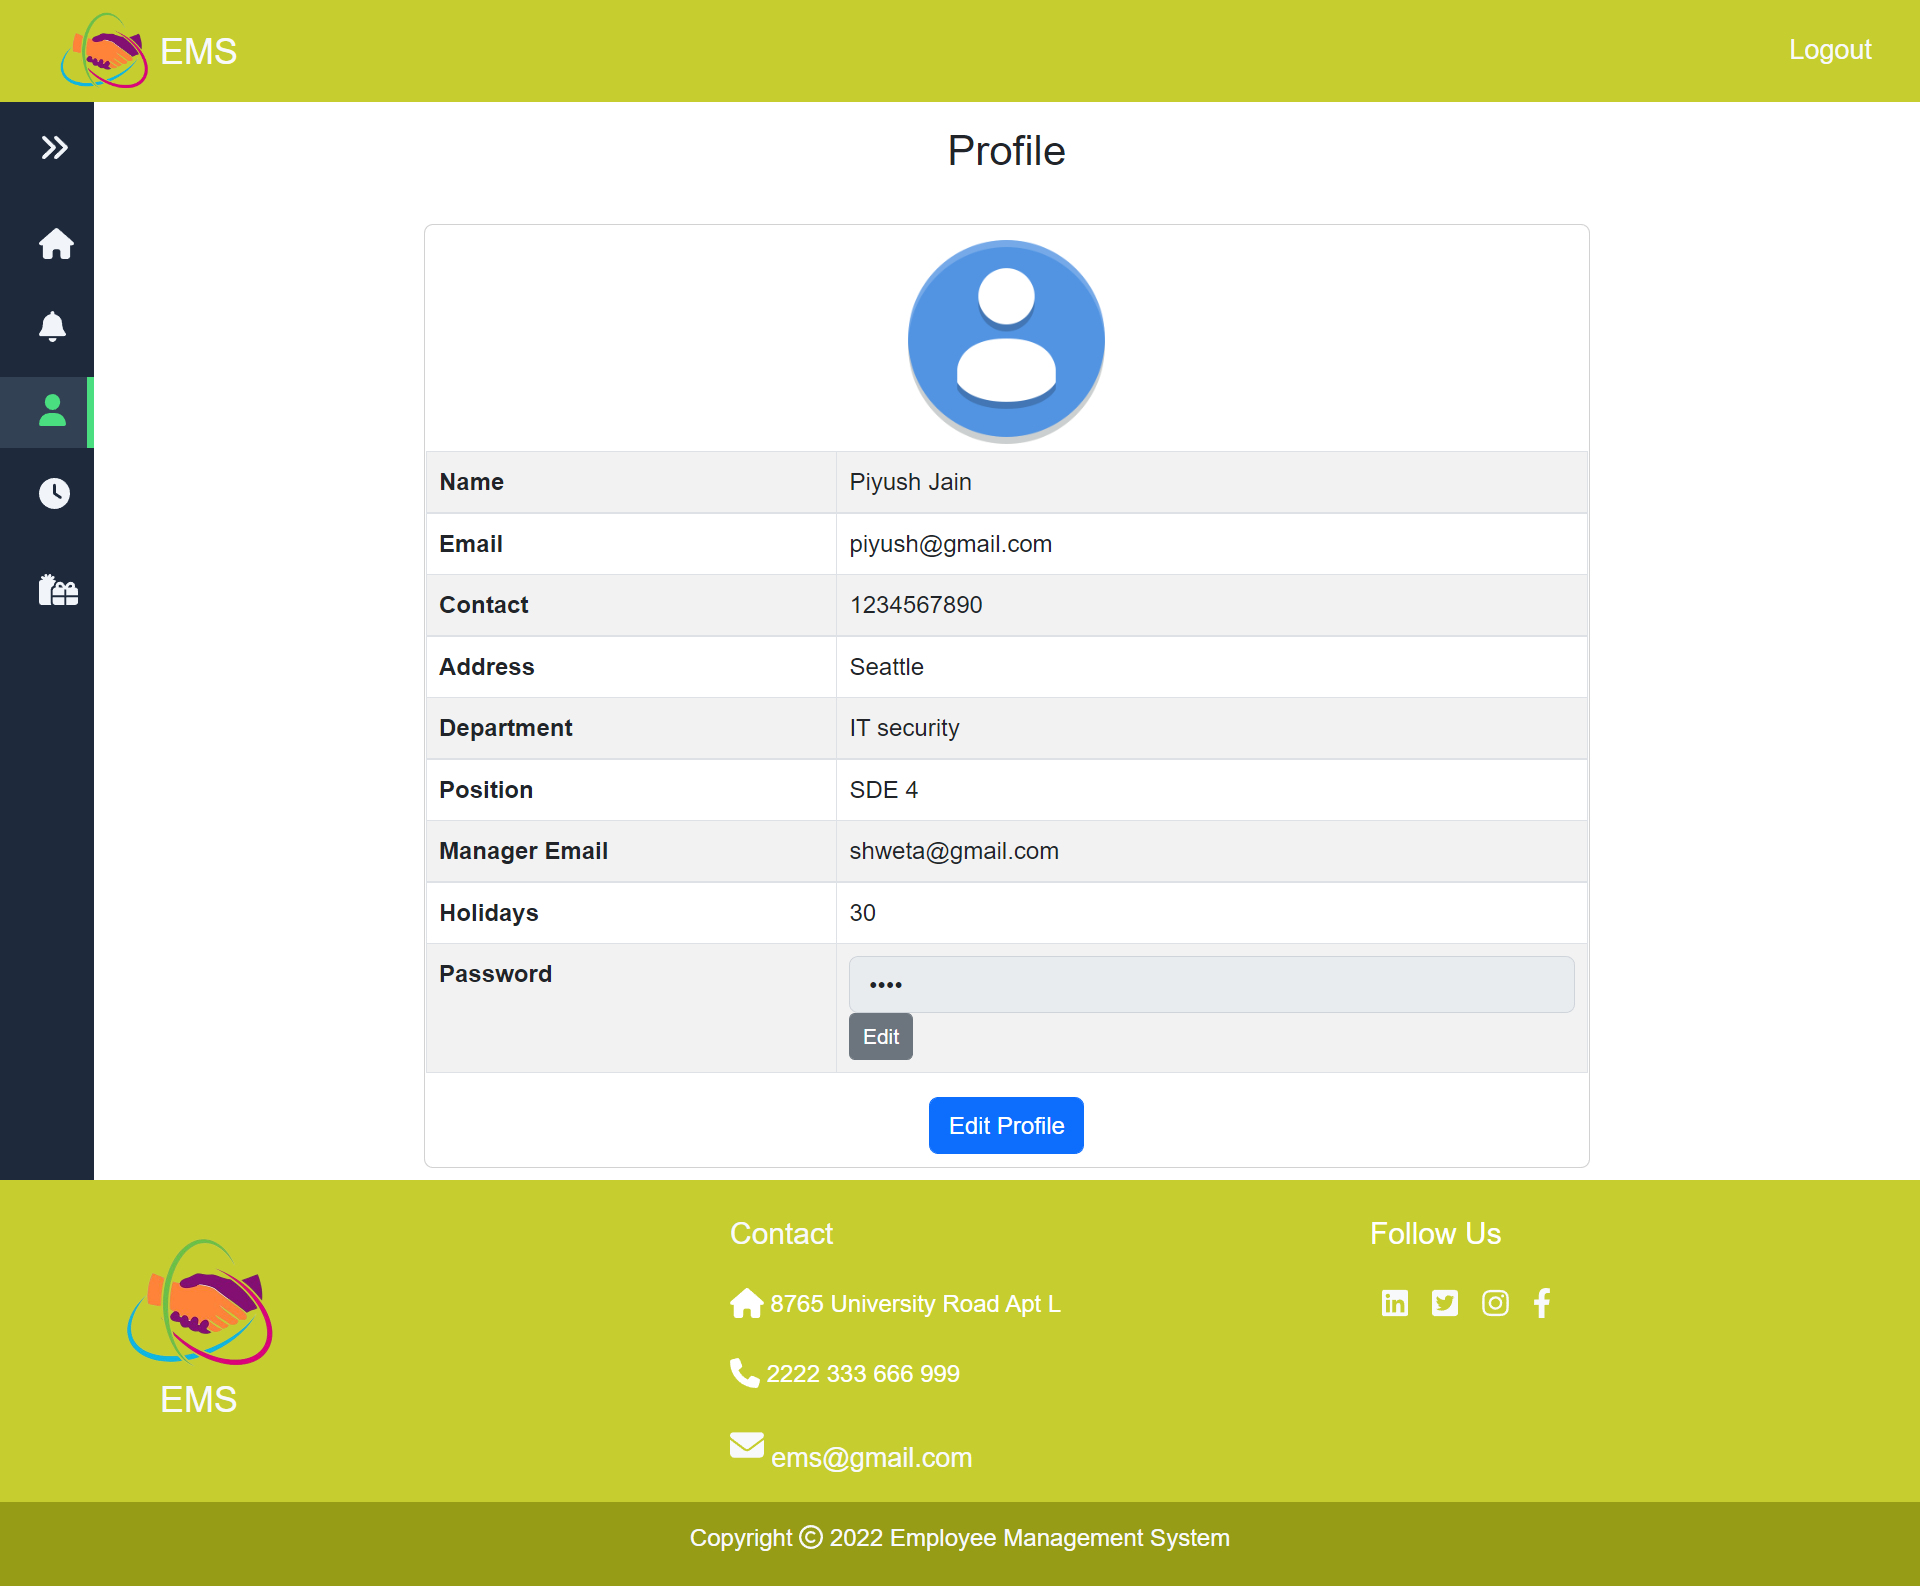 EMS
Logout
Profile
Name Piyush Jain
Email piyush@gmail.com
Contact 1234567890
Address Seattle
Department IT security
Position SDE 4
Manager Email shweta@gmail.com
Holidays 30
Password ••••
Edit
Edit Profile
EMS
Contact
8765 University Road Apt L
2222 333 666 999
ems@gmail.com
Follow Us
Copyright © 2022 Employee Management System